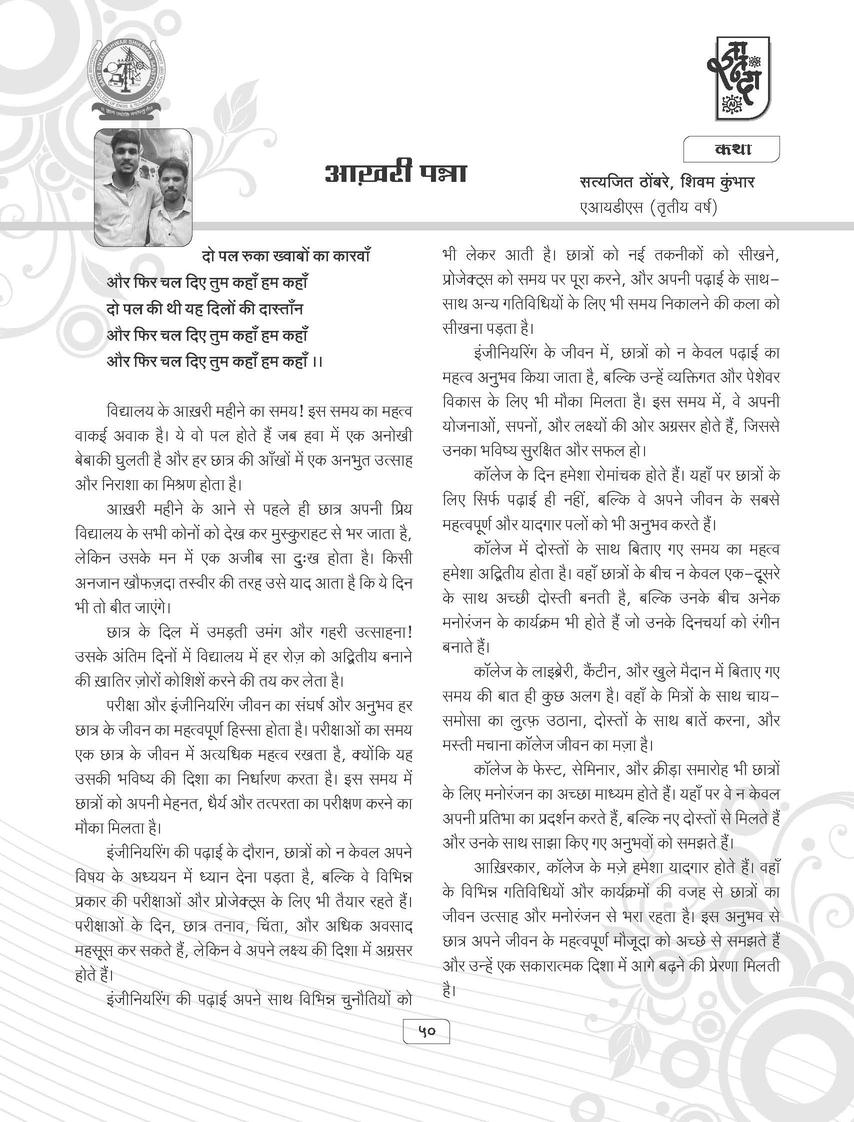 कथा
आख़री पन्ना
सत्यजित ठोंबरे, शिवम कुंभार
एआयडीएस (तृतीय वर्ष)
दो पल रुका ख्वाबों का कारवाँ
और फिर चल दिए तुम कहाँ हम कहाँ
दो पल की थी यह दिलों की दास्ताँन
और फिर चल दिए तुम कहाँ हम कहाँ
और फिर चल दिए तुम कहाँ हम कहाँ ।।
विद्यालय के आख़री महीने का समय! इस समय का महत्व
वाकई अवाक है। ये वो पल होते हैं जब हवा में एक अनोखी
बेबाकी घुलती है और हर छात्र की आँखों में एक अनभुत उत्साह
और निराशा का मिश्रण होता है।
आख़री महीने के आने से पहले ही छात्र अपनी प्रिय
विद्यालय के सभी कोनों को देख कर मुस्कुराहट से भर जाता है,
लेकिन उसके मन में एक अजीब सा दुःख होता है। किसी
अनजान खौफज़दा तस्वीर की तरह उसे याद आता है कि ये दिन
भी तो बीत जाएंगे।
छात्र के दिल में उमड़ती उमंग और गहरी उत्साहना!
उसके अंतिम दिनों में विद्यालय में हर रोज़ को अद्वितीय बनाने
की ख़ातिर ज़ोरों कोशिशें करने की तय कर लेता है।
परीक्षा और इंजीनियरिंग जीवन का संघर्ष और अनुभव हर
छात्र के जीवन का महत्वपूर्ण हिस्सा होता है। परीक्षाओं का समय
एक छात्र के जीवन में अत्यधिक महत्व रखता है, क्योंकि यह
उसकी भविष्य की दिशा का निर्धारण करता है। इस समय में
छात्रों को अपनी मेहनत, धैर्य और तत्परता का परीक्षण करने का
मौका मिलता है।
इंजीनियरिंग की पढ़ाई के दौरान, छात्रों को न केवल अपने
विषय के अध्ययन में ध्यान देना पड़ता है, बल्कि वे विभिन्न
प्रकार की परीक्षाओं और प्रोजेक्ट्स के लिए भी तैयार रहते हैं।
परीक्षाओं के दिन, छात्र तनाव, चिंता, और अधिक अवसाद
महसूस कर सकते हैं, लेकिन वे अपने लक्ष्य की दिशा में अग्रसर
होते हैं।
इंजीनियरिंग की पढ़ाई अपने साथ विभिन्न चुनौतियों को
भी लेकर आती है। छात्रों को नई तकनीकों को सीखने,
प्रोजेक्ट्स को समय पर पूरा करने, और अपनी पढ़ाई के साथ-
साथ अन्य गतिविधियों के लिए भी समय निकालने की कला को
सीखना पड़ता है।
इंजीनियरिंग के जीवन में, छात्रों को न केवल पढ़ाई का
महत्व अनुभव किया जाता है, बल्कि उन्हें व्यक्तिगत और पेशेवर
विकास के लिए भी मौका मिलता है। इस समय में, वे अपनी
योजनाओं, सपनों, और लक्ष्यों की ओर अग्रसर होते हैं, जिससे
उनका भविष्य सुरक्षित और सफल हो।
कॉलेज के दिन हमेशा रोमांचक होते हैं। यहाँ पर छात्रों के
लिए सिर्फ पढ़ाई ही नहीं, बल्कि वे अपने जीवन के सबसे
महत्वपूर्ण और यादगार पलों को भी अनुभव करते हैं।
कॉलेज में दोस्तों के साथ बिताए गए समय का महत्व
हमेशा अद्वितीय होता है। वहाँ छात्रों के बीच न केवल एक-दूसरे
के साथ अच्छी दोस्ती बनती है, बल्कि उनके बीच अनेक
मनोरंजन के कार्यक्रम भी होते हैं जो उनके दिनचर्या को रंगीन
बनाते हैं।
कॉलेज के लाइब्रेरी, कैंटीन, और खुले मैदान में बिताए गए
समय की बात ही कुछ अलग है। वहाँ के मित्रों के साथ चाय-
समोसा का लुत्फ़ उठाना, दोस्तों के साथ बातें करना, और
मस्ती मचाना कॉलेज जीवन का मज़ा है।
कॉलेज के फेस्ट, सेमिनार, और क्रीड़ा समारोह भी छात्रों
के लिए मनोरंजन का अच्छा माध्यम होते हैं। यहाँ पर वे न केवल
अपनी प्रतिभा का प्रदर्शन करते हैं, बल्कि नए दोस्तों से मिलते हैं
और उनके साथ साझा किए गए अनुभवों को समझते हैं।
आख़िरकार, कॉलेज के मज़े हमेशा यादगार होते हैं। वहाँ
के विभिन्न गतिविधियों और कार्यक्रमों की वजह से छात्रों का
जीवन उत्साह और मनोरंजन से भरा रहता है। इस अनुभव से
छात्र अपने जीवन के महत्वपूर्ण मौजूदा को अच्छे से समझते हैं
और उन्हें एक सकारात्मक दिशा में आगे बढ़ने की प्रेरणा मिलती
है।
५०